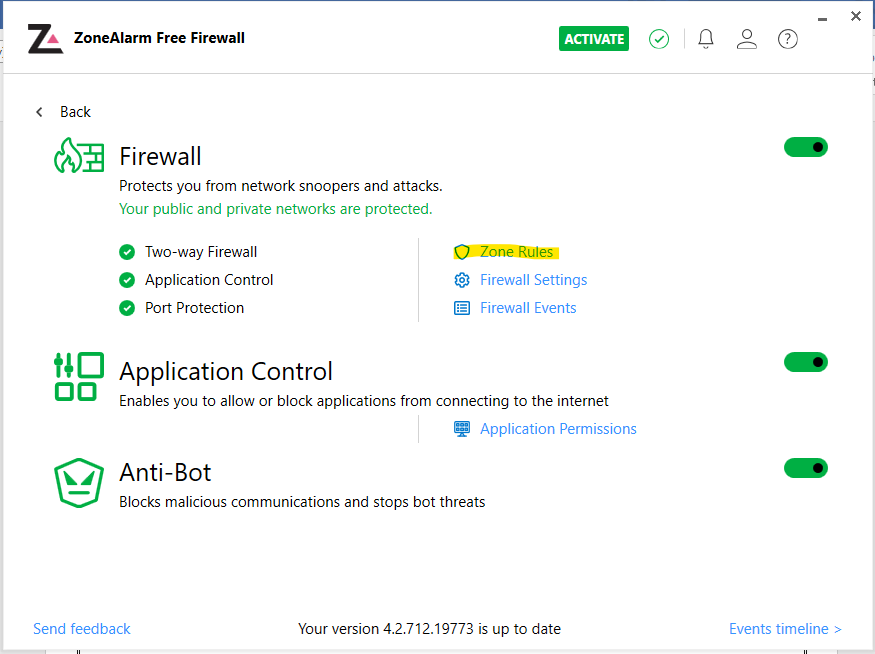 ZA ZoneAlarm Free Firewall
ACTIVATE
Back
Firewall
Protects you from network snoopers and attacks.
Your public and private networks are protected.
Two-way Firewall
Zone Rules
Application Control
Firewall Settings
Port Protection
Firewall Events
Application Control
Enables you to allow or block applications from connecting to the internet
Application Permissions
Anti-Bot
Blocks malicious communications and stops bot threats
Send feedback
Your version 4.2.712.19773 is up to date
Events timeline >